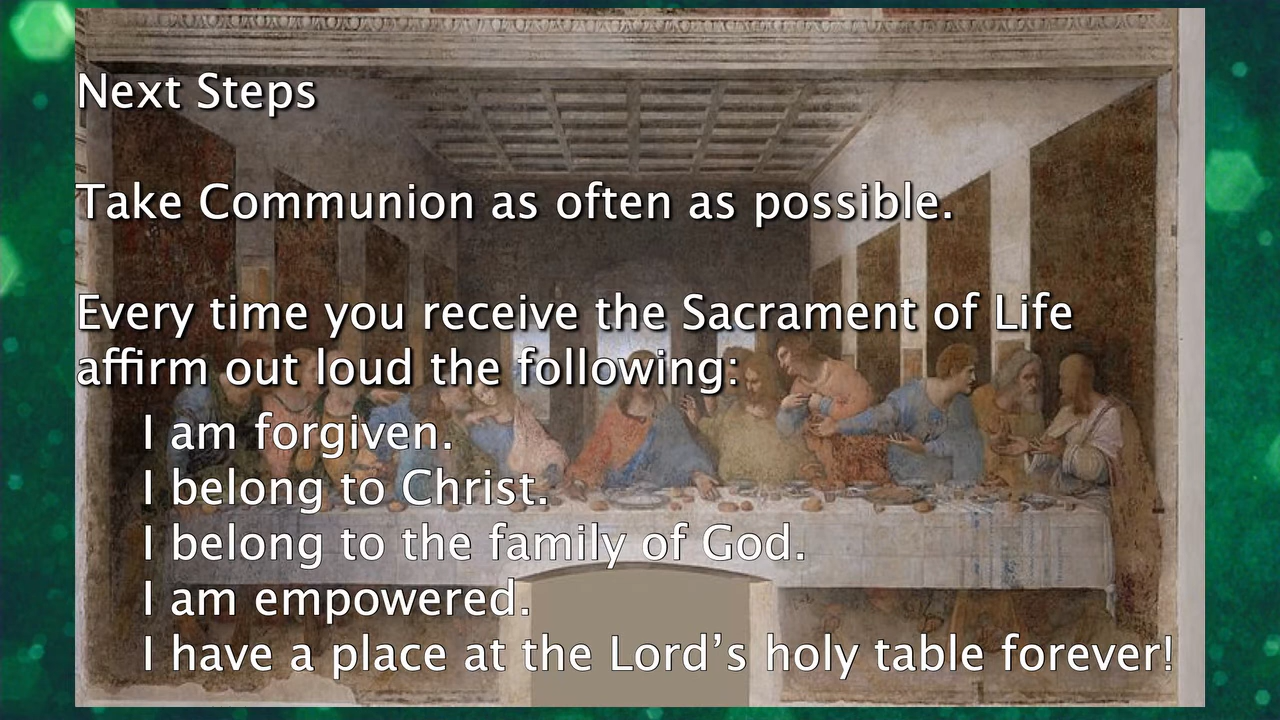 Next Steps
Take Communion as often as possible.
Every time you receive the Sacrament of Life
affirm out loud the following:
I am forgiven.
I belong to Christ.
I belong to the family of God.
I am empowered.
I have a place at the Lord’s holy table forever!